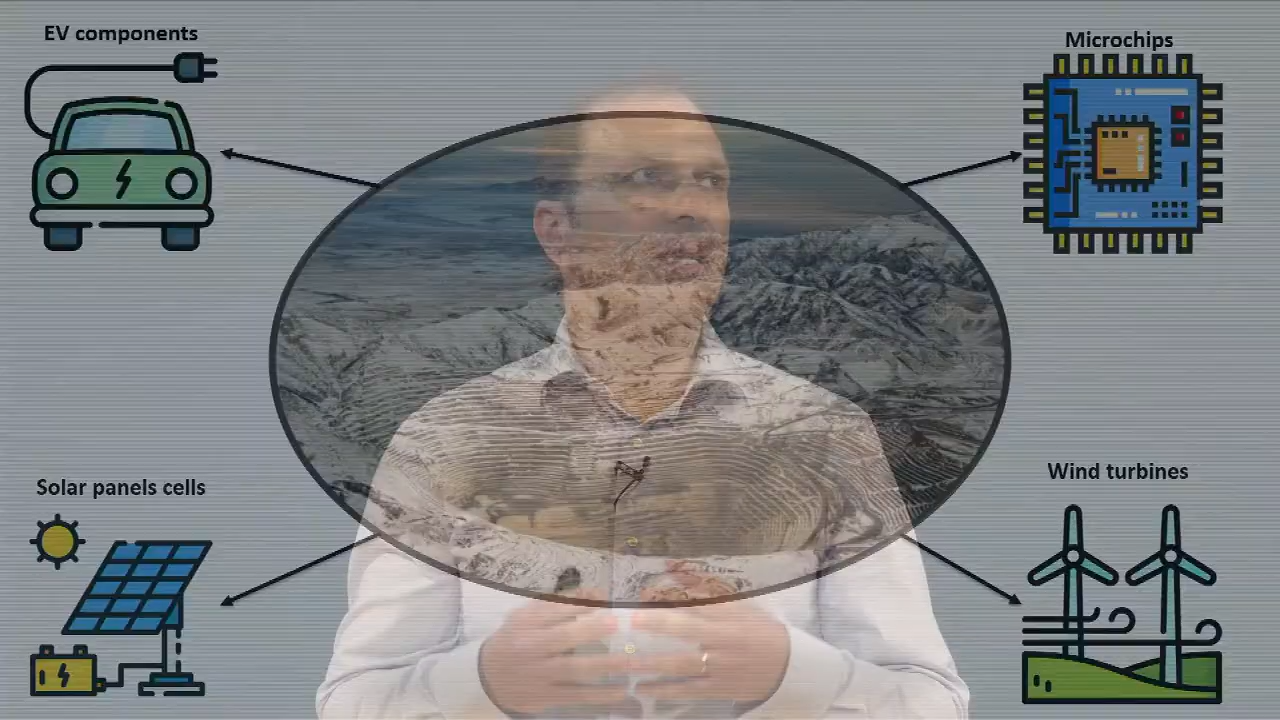 EV components
Microchips
Solar panels cells
Wind turbines